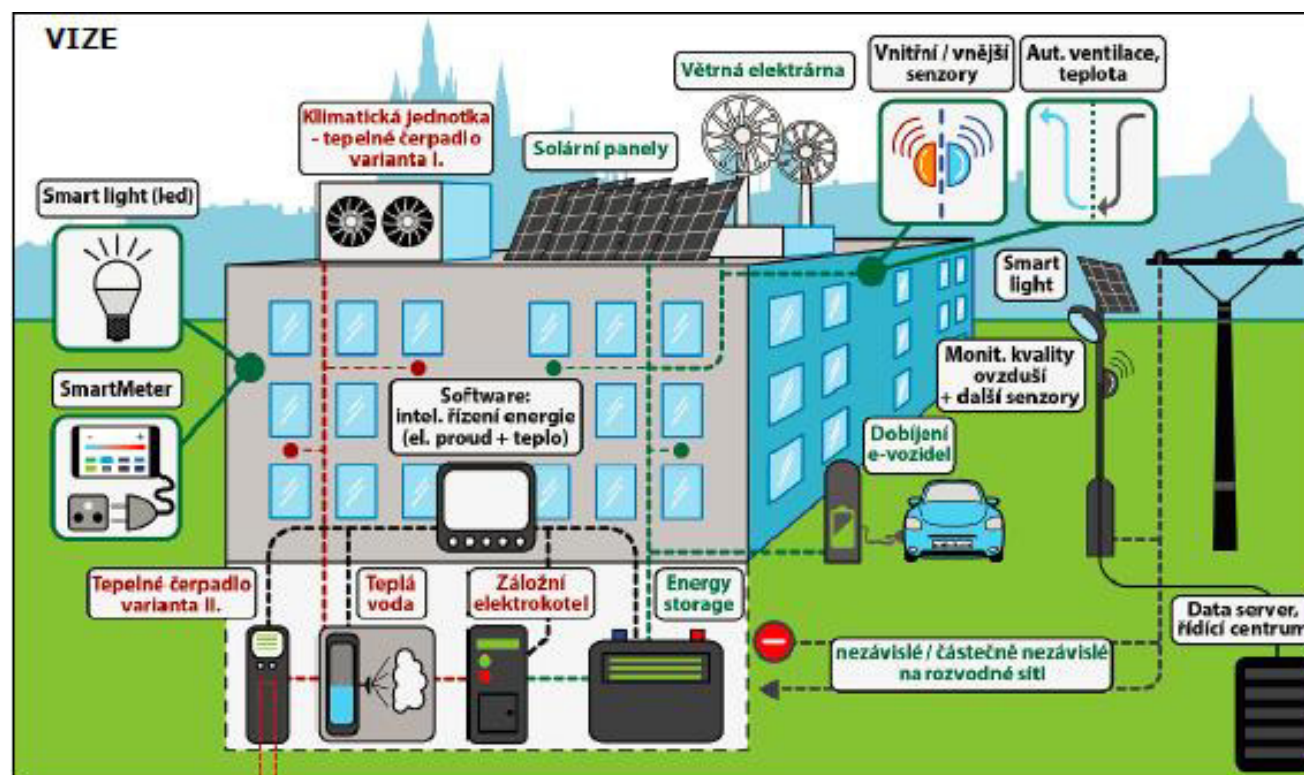 VIZE
Větrná elektrárna
Vnitřní / vnější
senzory
Aut. ventilace,
teplota
Klimatická jednotka
- tepelné čerpadlo
varianta I.
Solární panely
Smart light (led)
Smart
light
SmartMeter
Software:
intel. řízení energie
(el. proud + teplo)
Monit. kvality
ovzduší
+ další senzory
Dobíjení
e-vozidel
Tepelné čerpadlo
varianta II.
Teplá
voda
Záložní
elektrokotel
Energy
storage
Data server,
řídící centrum
nezávislé / částečně nezávislé
na rozvodné síti